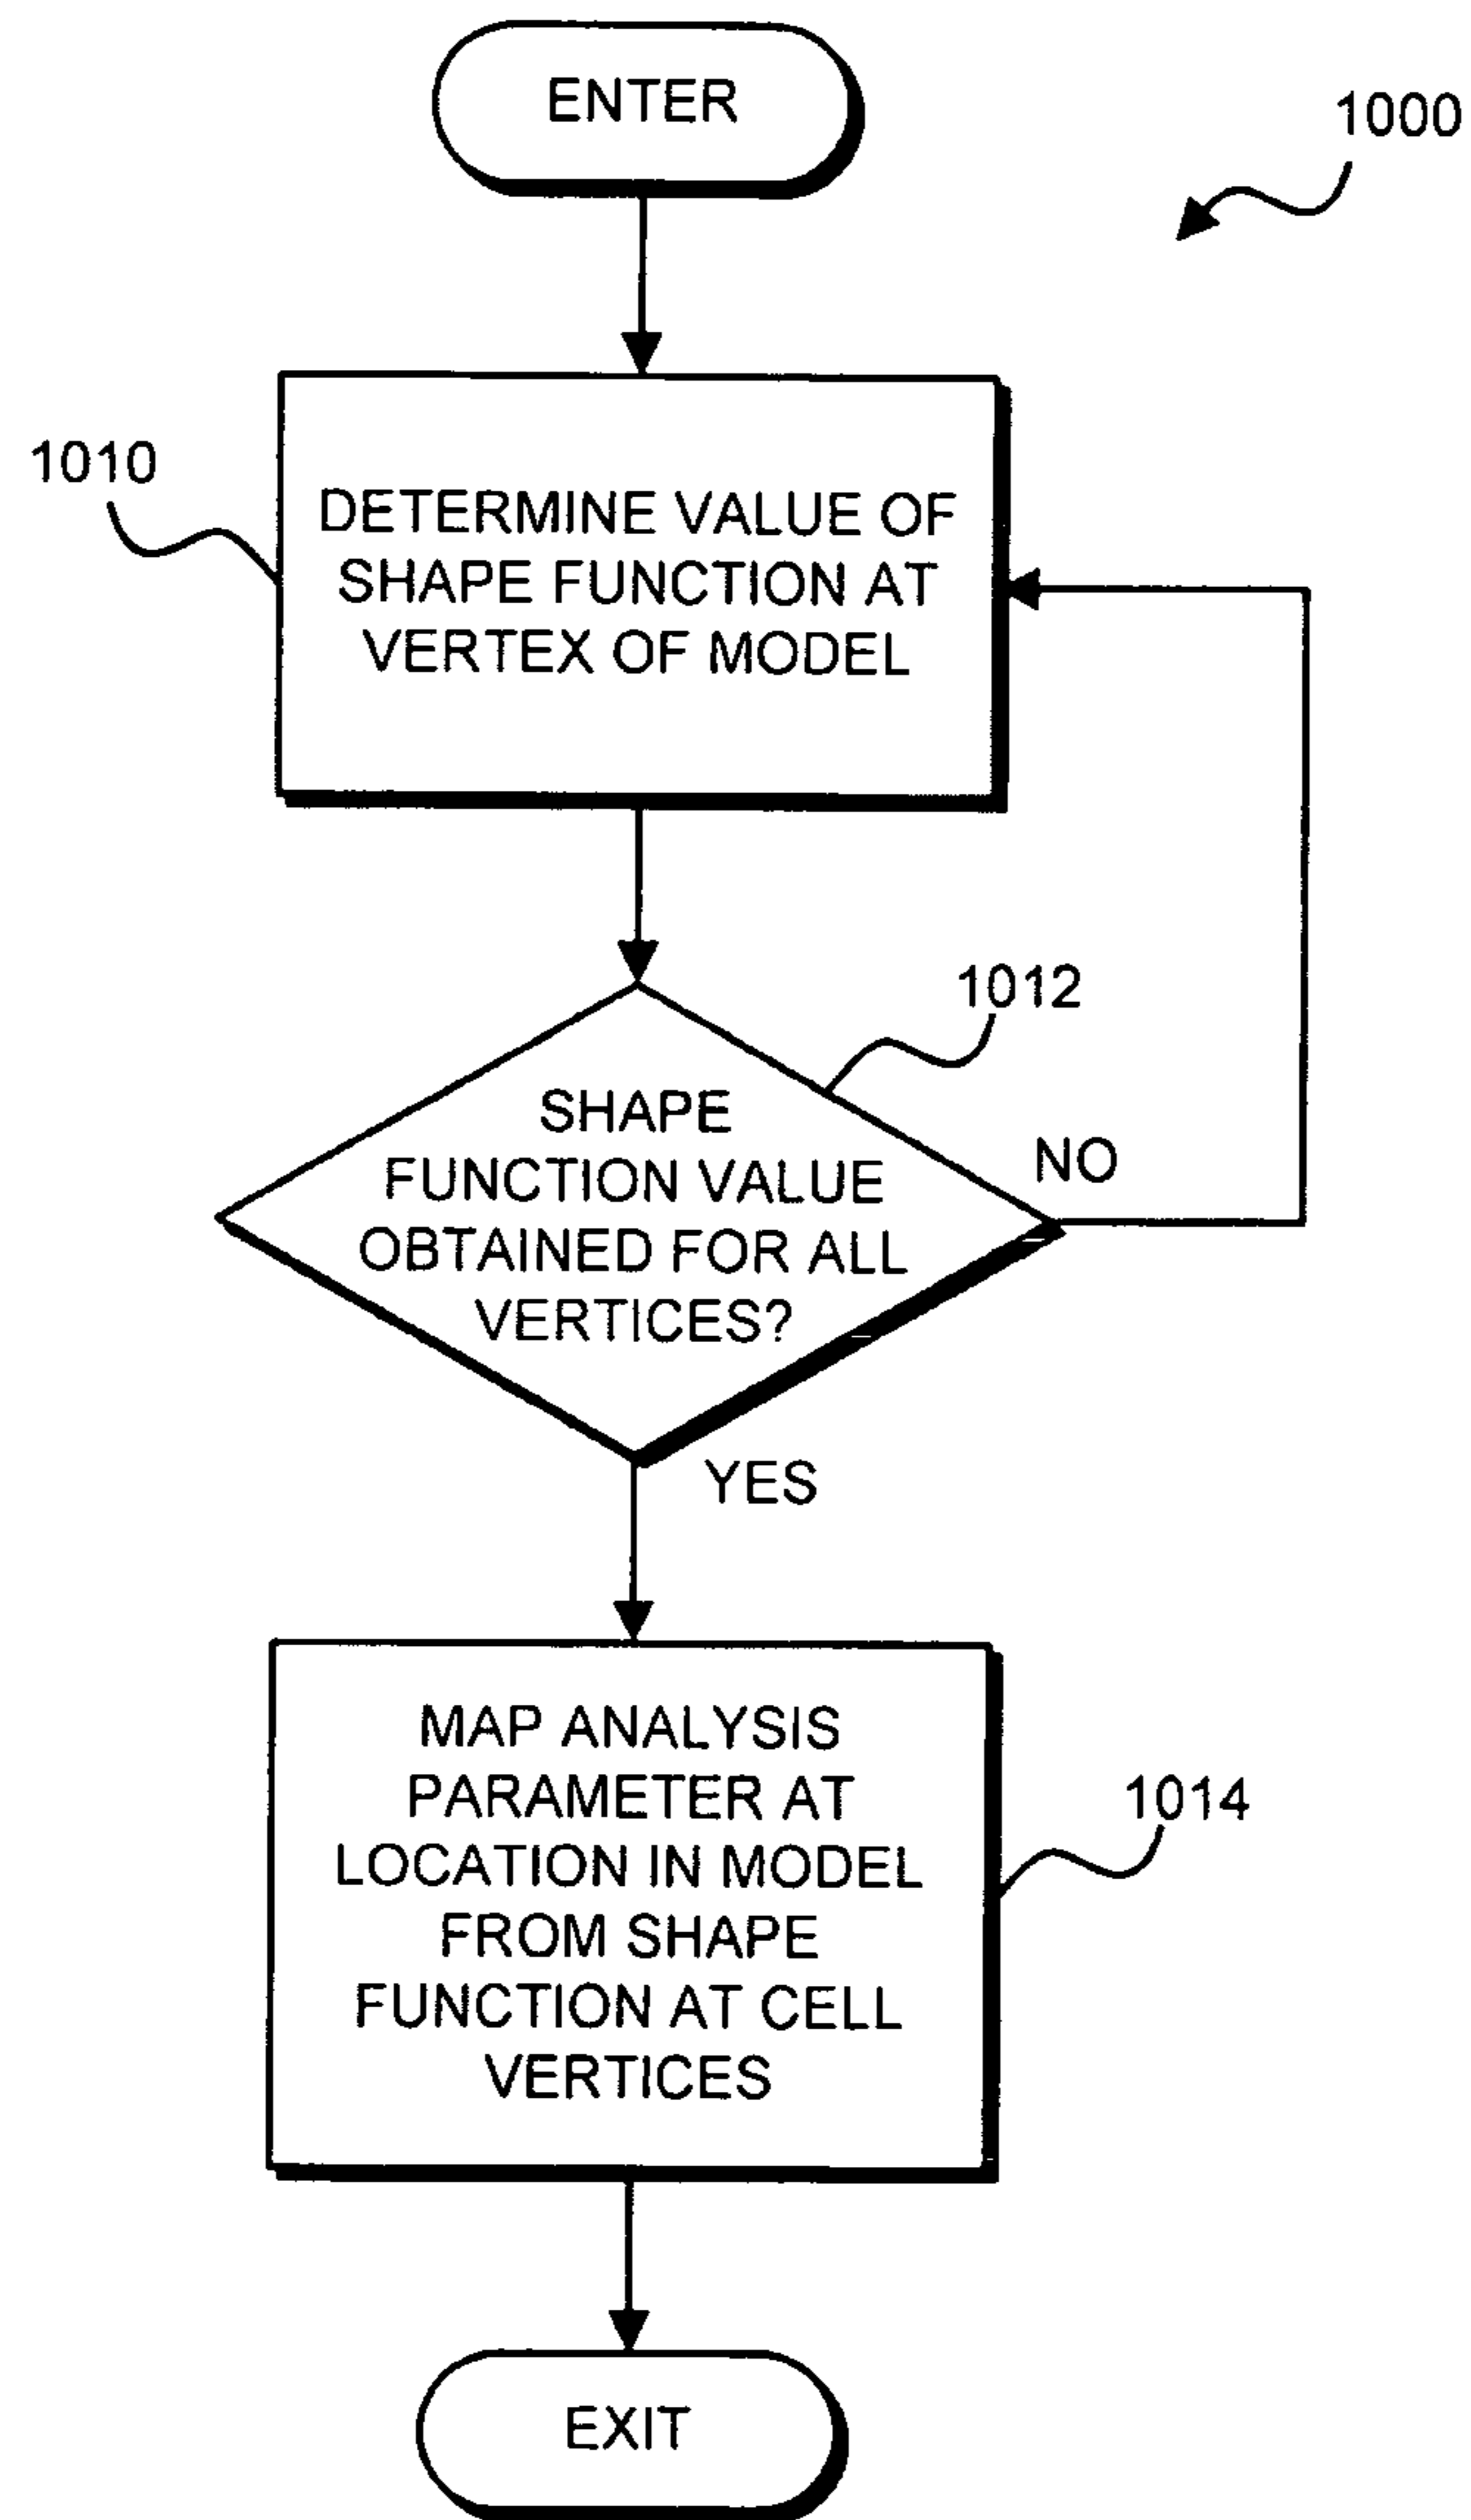 ENTER
1000
1010
DETERMINE VALUE OF
SHAPE FUNCTION AT
VERTEX OF MODEL
1012
SHAPE
FUNCTION VALUE
OBTAINED FOR ALL
VERTICES?
NO
YES
MAP ANALYSIS
PARAMETER AT
LOCATION IN MODEL
FROM SHAPE
FUNCTION AT CELL
VERTICES
1014
EXIT